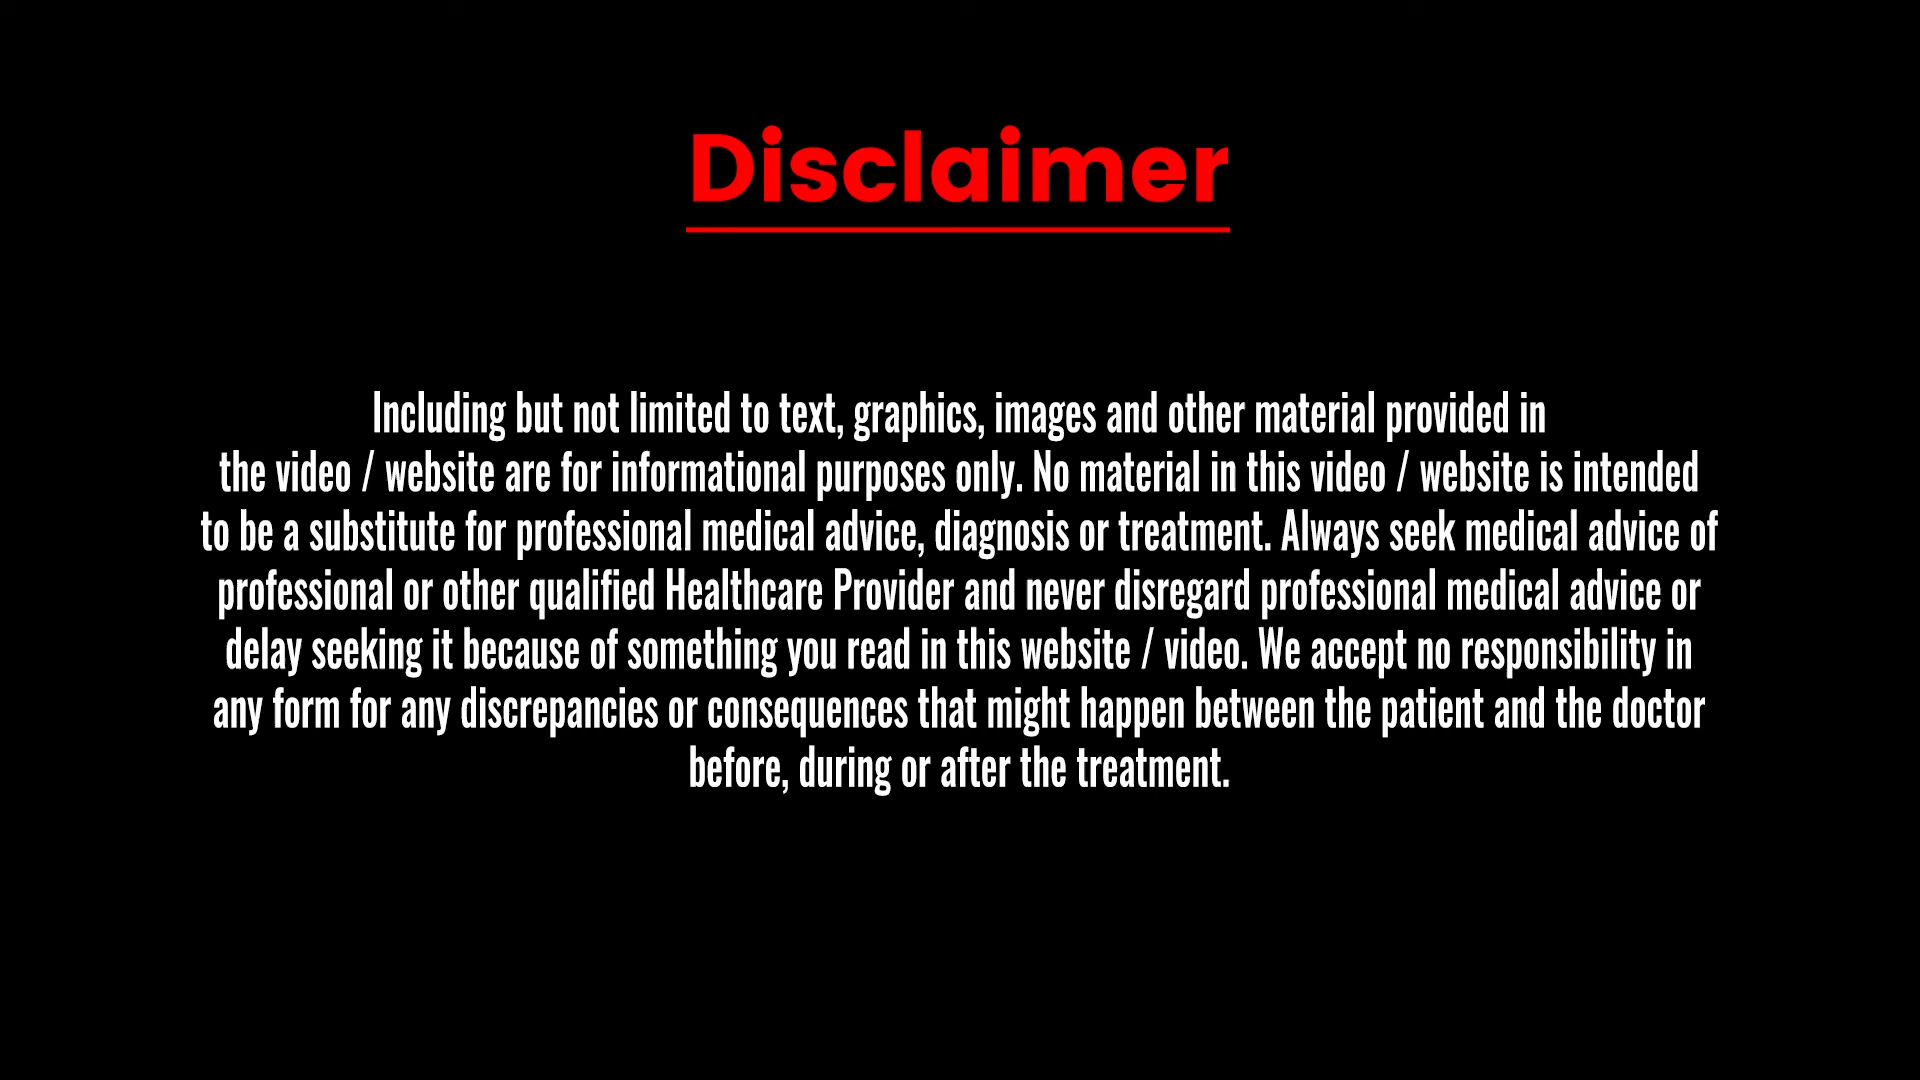 Disclaimer
Including but not limited to text, graphics, images and other material provided in
the video / website are for informational purposes only. No material in this video / website is intended
to be a substitute for professional medical advice, diagnosis or treatment. Always seek medical advice of
professional or other qualified Healthcare Provider and never disregard professional medical advice or
delay seeking it because of something you read in this website / video. We accept no responsibility in
any form for any discrepancies or consequences that might happen between the patient and the doctor
before, during or after the treatment.